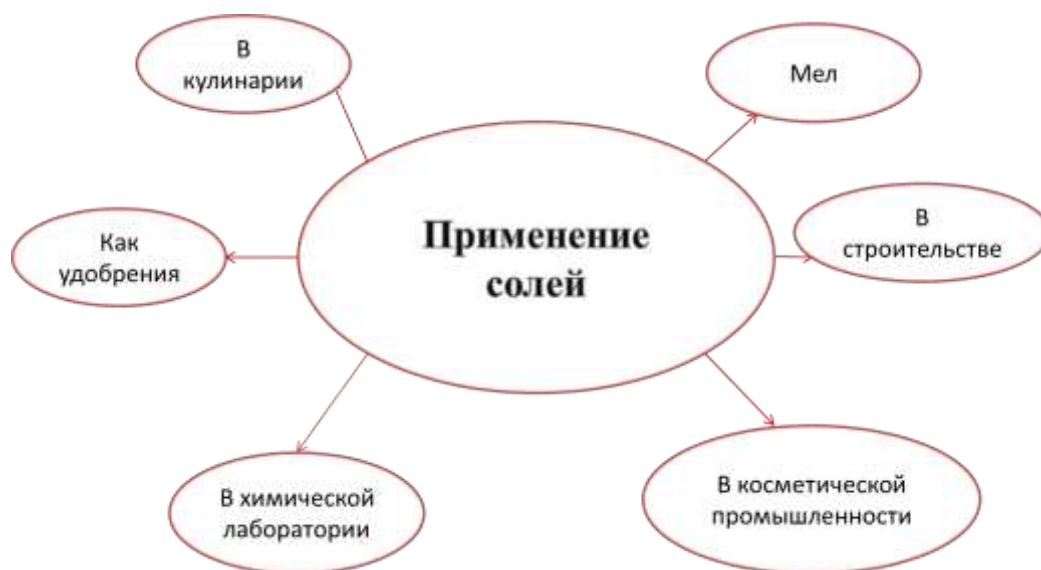 В
кулинарии
Мел
Как
удобрения
Применение
солей
В
строительстве
В химической
лаборатории
В косметической
промышленности